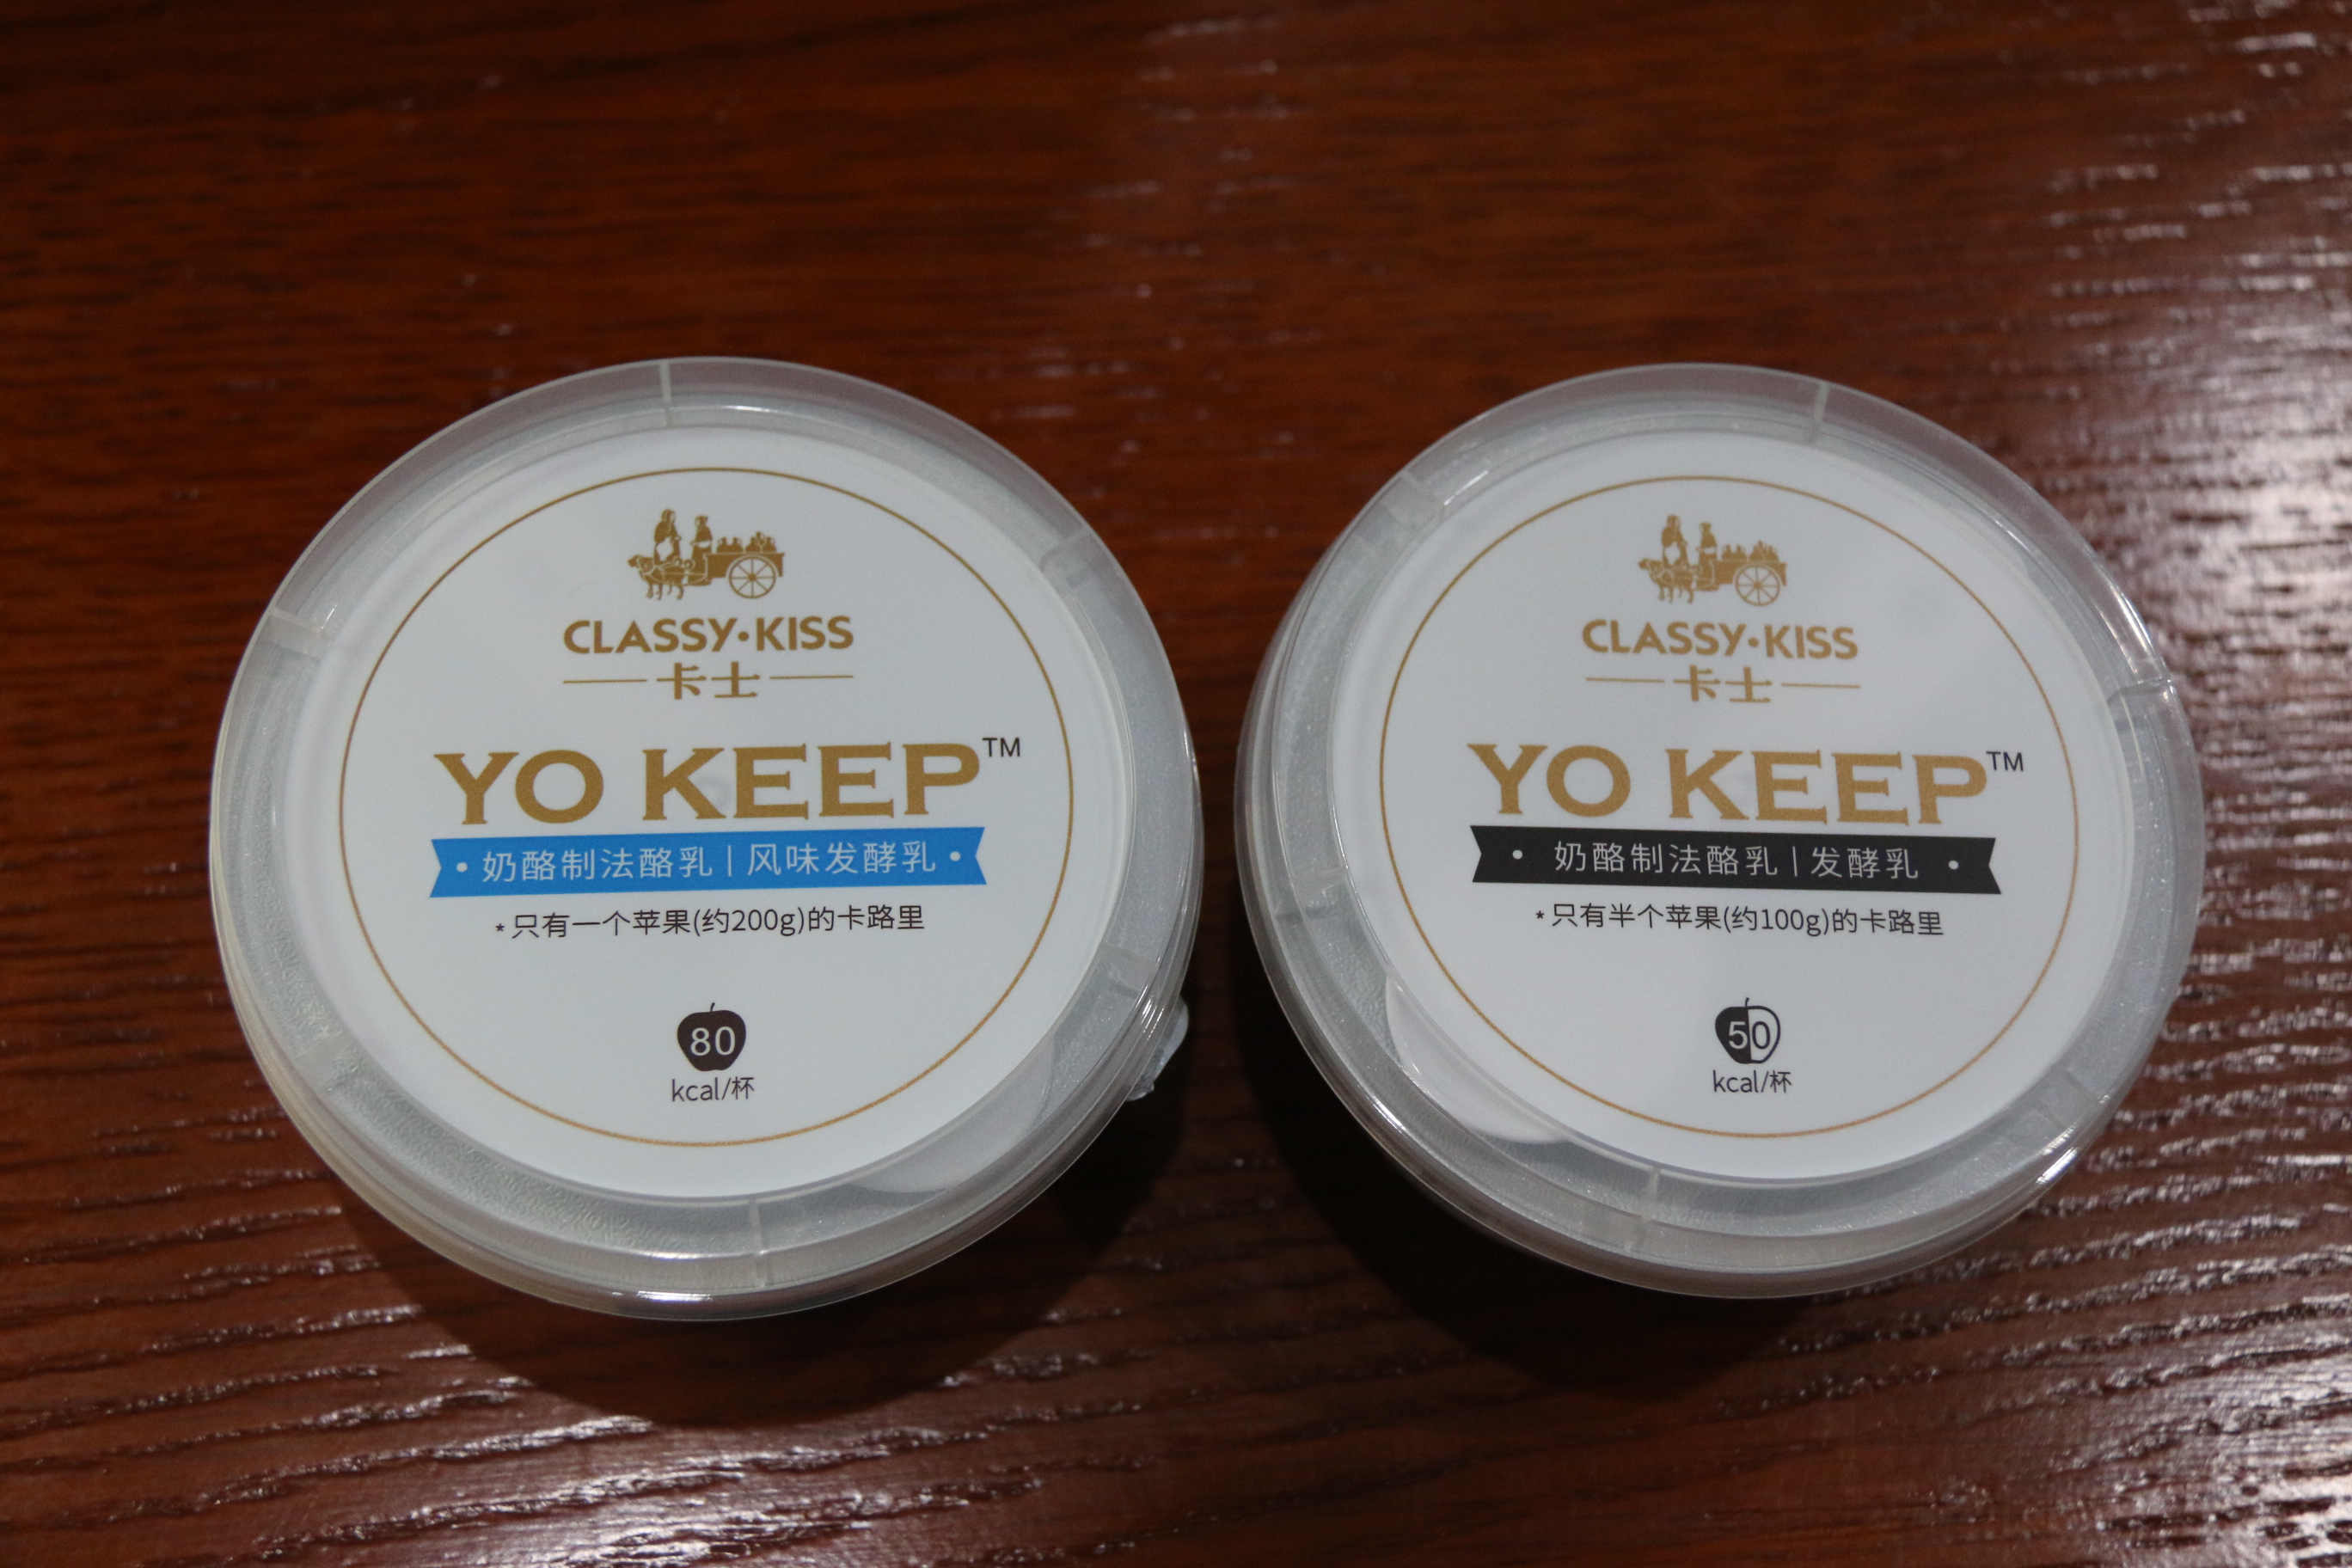 CLASSY·KISS
卡士
YO KEEP™
·奶酪制法酪乳|风味发酵乳·
*只有一个苹果(约200g)的卡路里
80
kcal/杯
CLASSY·KISS
卡士
YO KEEP™
·奶酪制法酪乳|发酵乳·
*只有半个苹果(约100g)的卡路里
50
kcal/杯